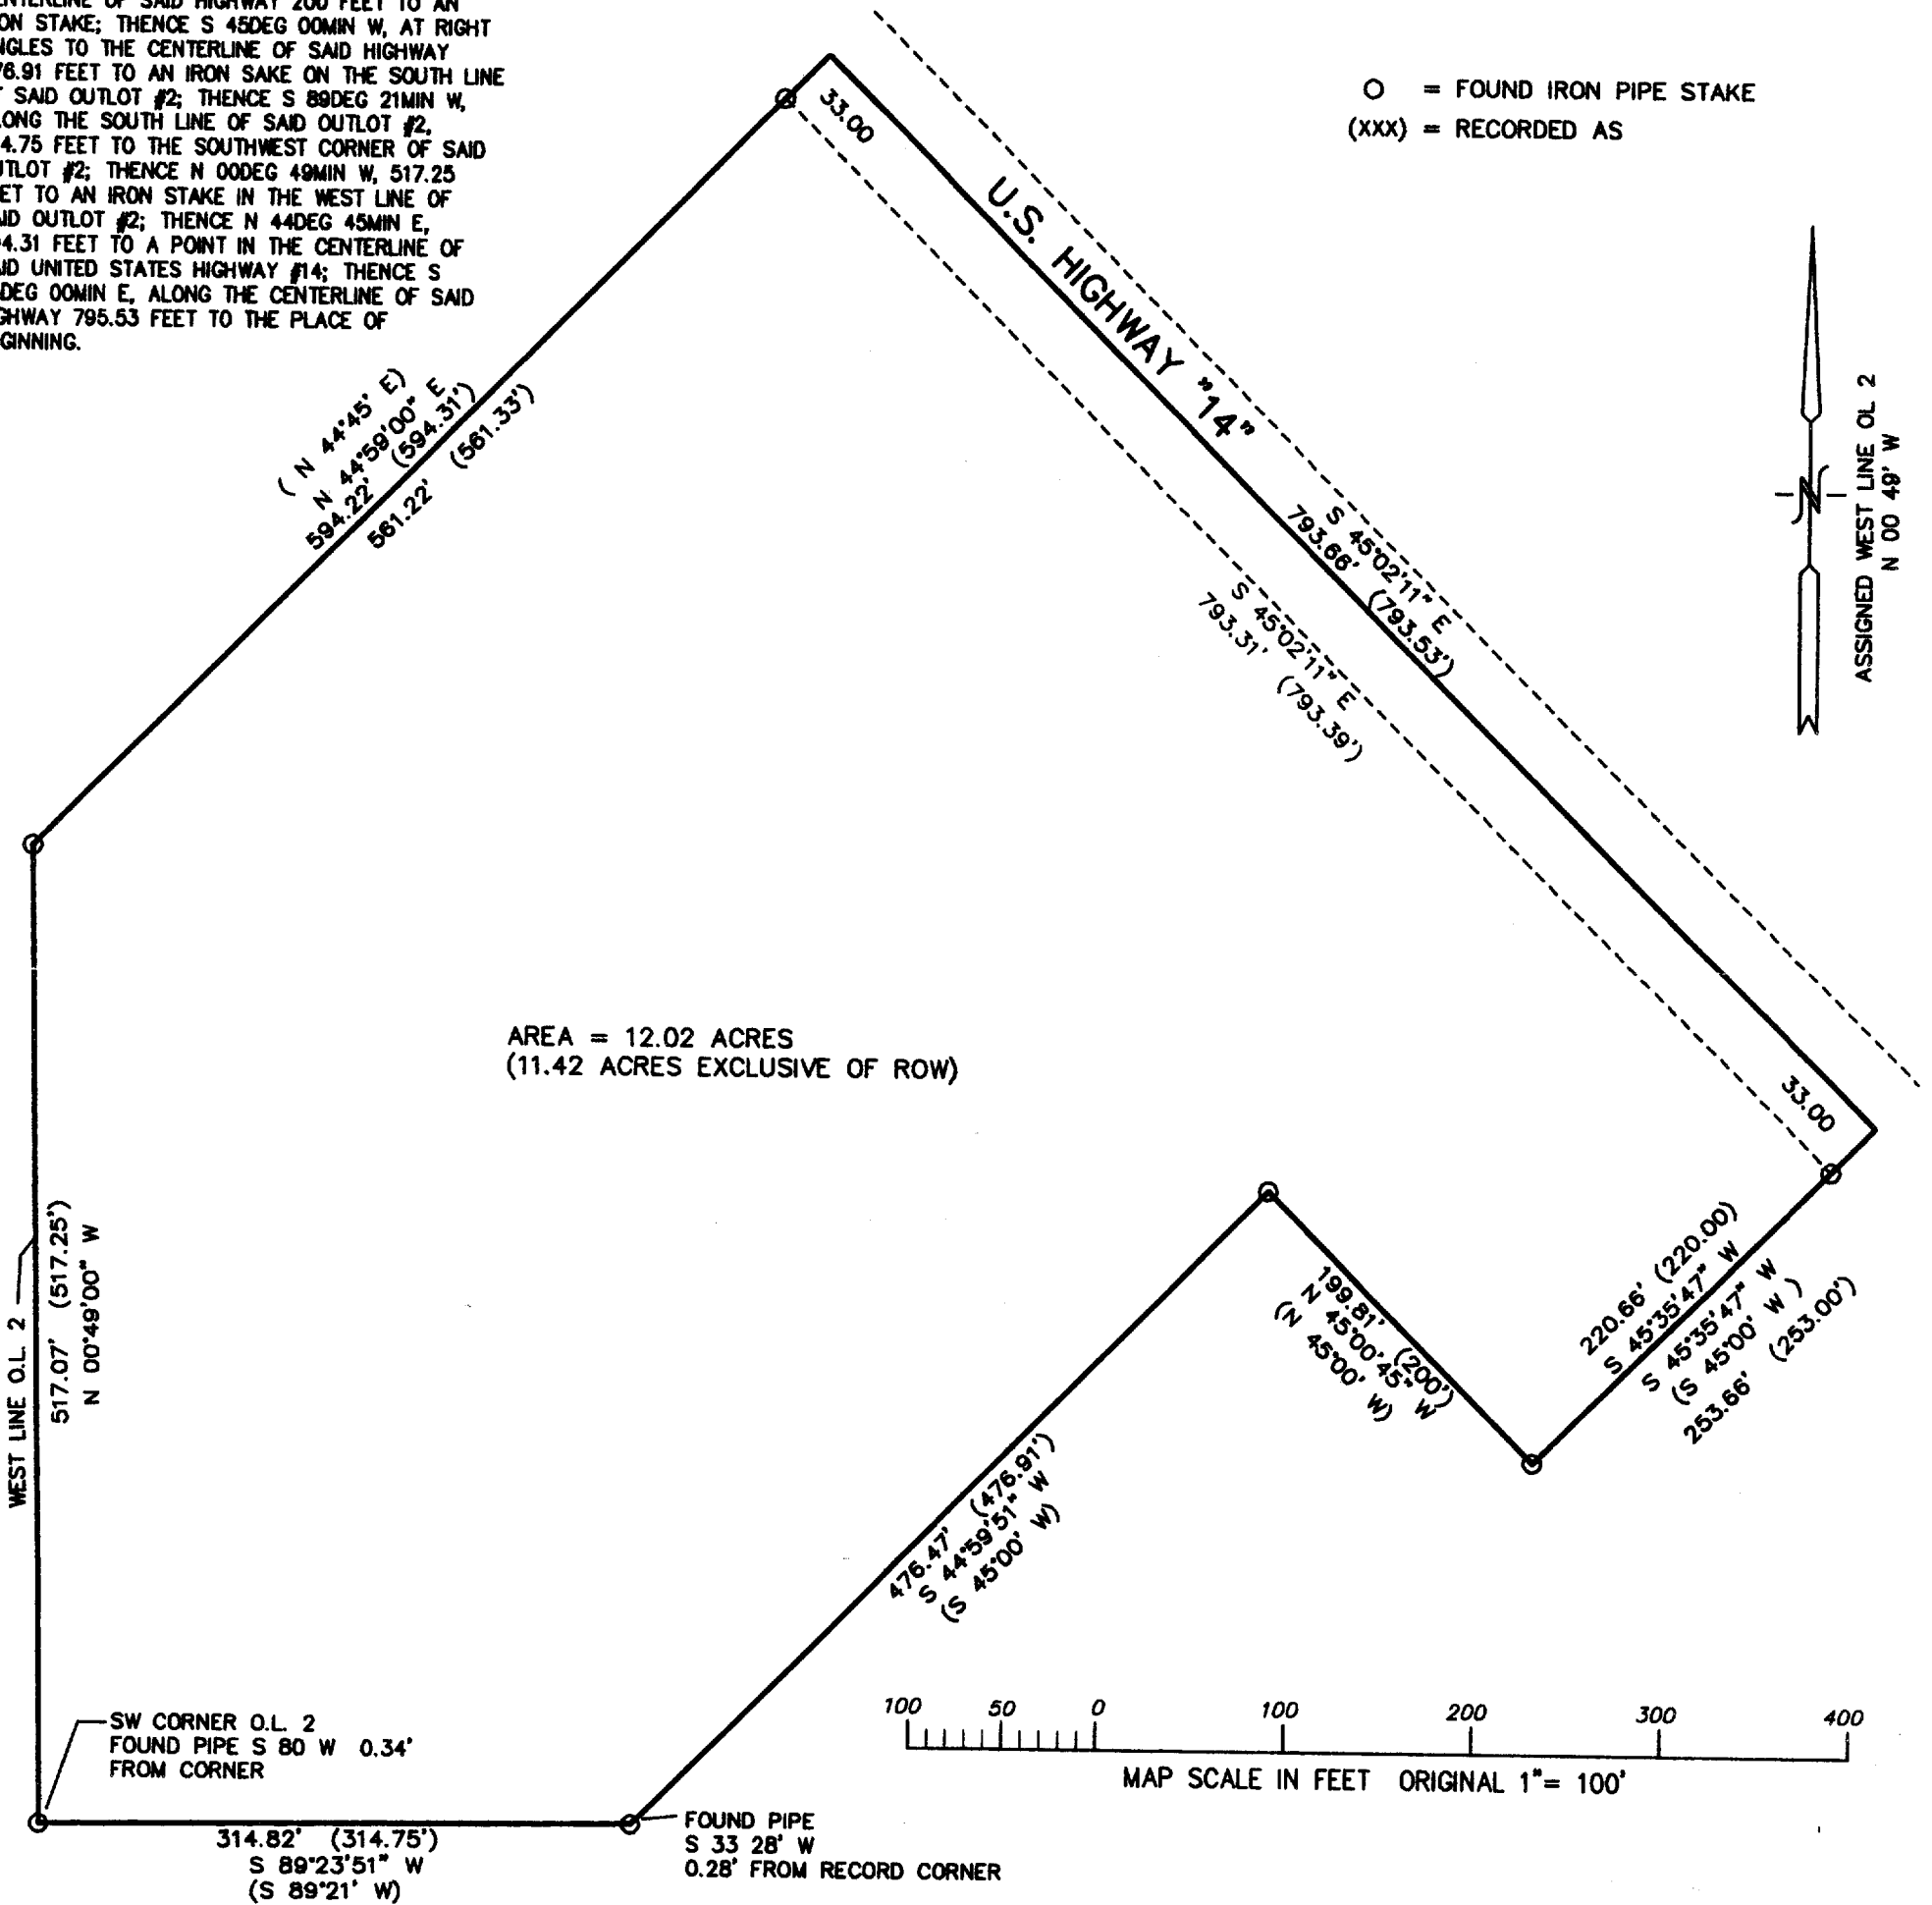 CENTERLINE OF SAID HIGHWAY 200 FEET TO AN
ON STAKE; THENCE S 45DEG 00MIN W, AT RIGHT
NGLES TO THE CENTERLINE OF SAID HIGHWAY
76.91 FEET TO AN IRON SAKE ON THE SOUTH LINE
SAID OUTLOT #2; THENCE S 89DEG 21MIN W,
LONG THE SOUTH LINE OF SAID OUTLOT #2,
4.75 FEET TO THE SOUTHWEST CORNER OF SAID
UTLOT #2; THENCE N 00DEG 49MIN W, 517.25
ET TO AN IRON STAKE IN THE WEST LINE OF
ID OUTLOT #2; THENCE N 44DEG 45MIN E,
4.31 FEET TO A POINT IN THE CENTERLINE OF
ID UNITED STATES HIGHWAY #14; THENCE S
DEG 00MIN E, ALONG THE CENTERLINE OF SAID
GHWAY 795.53 FEET TO THE PLACE OF
GINNING.
O = FOUND IRON PIPE STAKE
(XXX) = RECORDED AS
33.00
U.S. HIGHWAY "14"
( N 44°45' E)
N 44°59'00" E
594.22' (594.31')
561.22' (561.33')
S 45°02'11" E
793.66' (793.53')
S 45°02'11" E
793.31' (793.39')
N
ASSIGNED WEST LINE OL 2
N 00 49' W
AREA = 12.02 ACRES
(11.42 ACRES EXCLUSIVE OF ROW)
33.00
220.66' (220.00)
S 45°35'47" W
S 45°35'47" W
(S 45°00' W)
253.66' (253.00')
199.81' (200')
N 45°00'45" W
(N 45°00' W)
WEST LINE O.L. 2
517.07' (517.25')
N 00°49'00" W
476.47' (476.91')
S 44°59'51" W
(S 45°00' W)
SW CORNER O.L. 2
FOUND PIPE S 80 W 0.34'
FROM CORNER
100 50 0 100 200 300 400
MAP SCALE IN FEET ORIGINAL 1"= 100'
FOUND PIPE
S 33 28' W
0.28' FROM RECORD CORNER
314.82' (314.75')
S 89°23'51" W
(S 89°21' W)